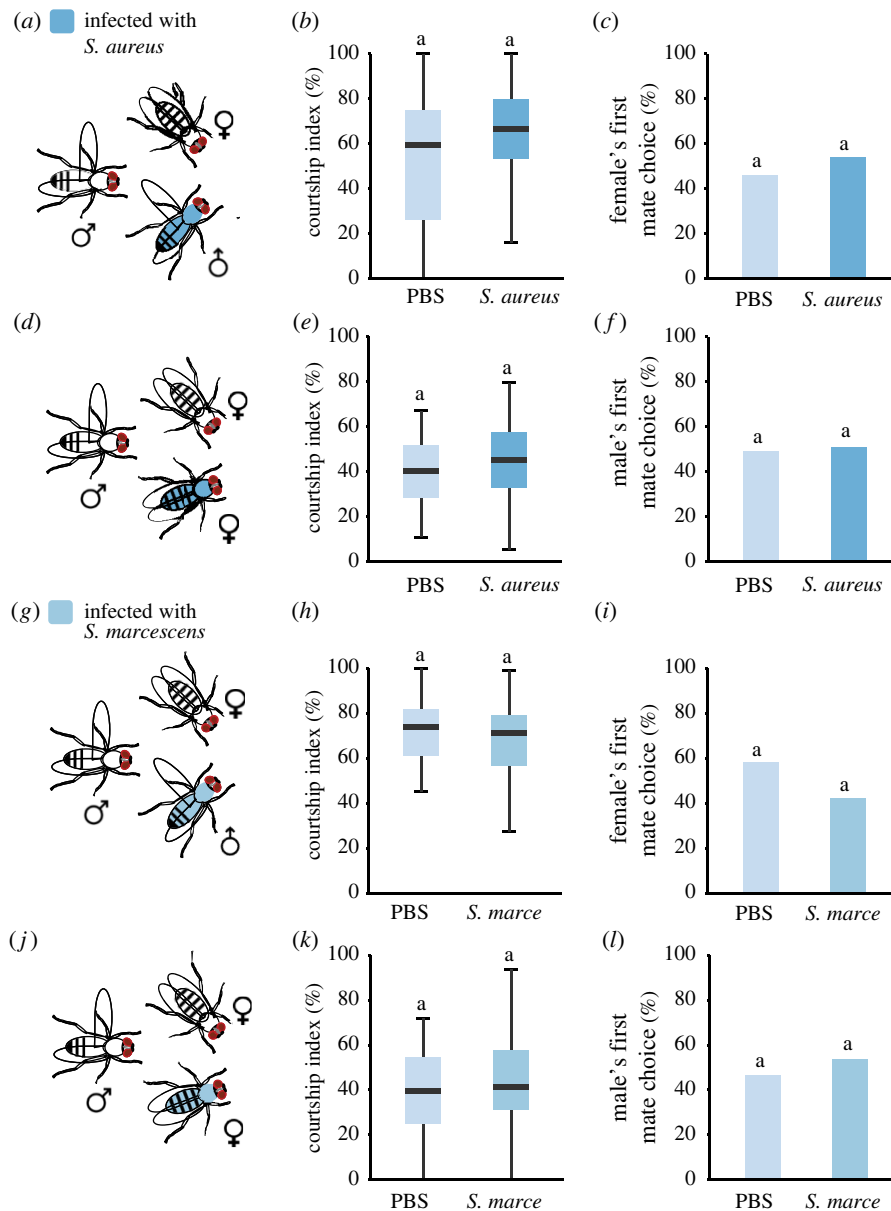 (a) infected with
S. aureus
♀
♂
♂
(b)
courtship index (%)
100
80
60
40
20
0
a
a
PBS
S. aureus
(c)
female's first
mate choice (%)
100
80
60
40
20
0
a
a
PBS
S. aureus
(d)
♀
♂
♀
(e)
courtship index (%)
100
80
60
40
20
0
a
a
PBS
S. aureus
(f)
male's first
mate choice (%)
100
80
60
40
20
0
a
a
PBS
S. aureus
(g) infected with
S. marcescens
♀
♂
♂
(h)
courtship index (%)
100
80
60
40
20
0
a
a
PBS
S. marce
(i)
female's first
mate choice (%)
100
80
60
40
20
0
a
a
PBS
S. marce
(j)
♀
♂
♀
(k)
courtship index (%)
100
80
60
40
20
0
a
a
PBS
S. marce
(l)
male's first
mate choice (%)
100
80
60
40
20
0
a
a
PBS
S. marce